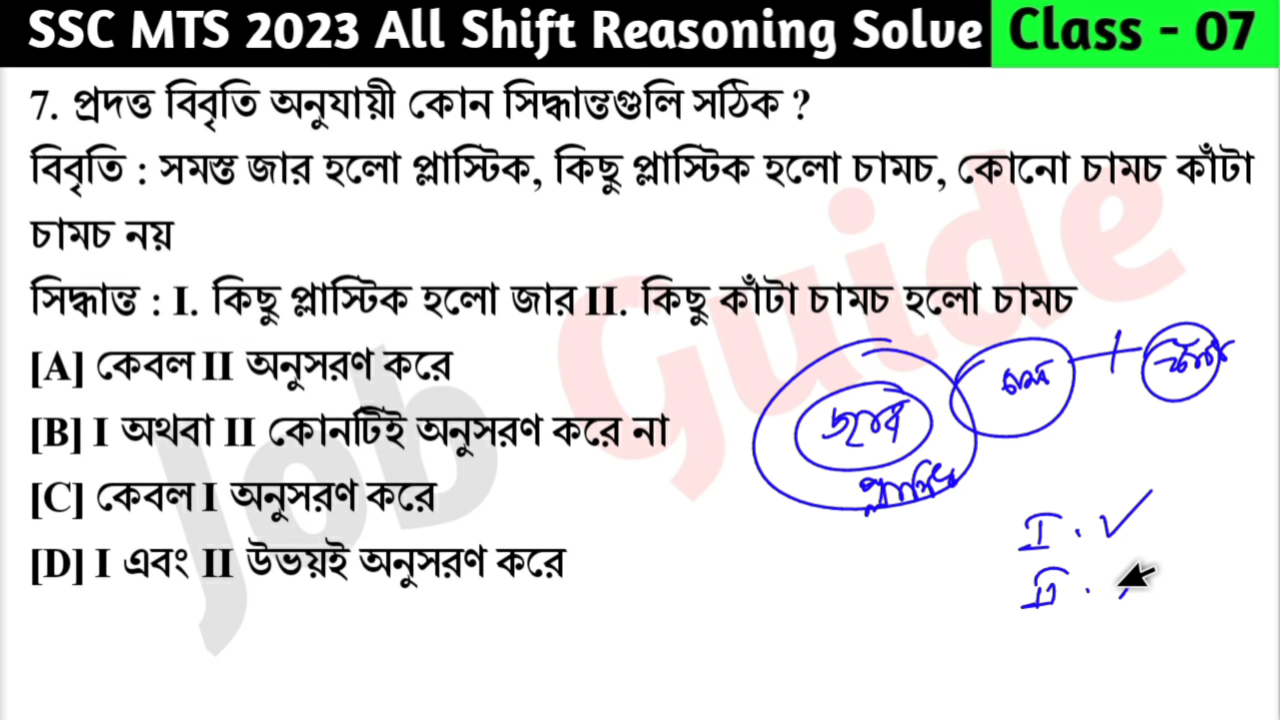 SSC MTS 2023 All Shift Reasoning Solve Class - 07
7. প্রদত্ত বিবৃতি অনুযায়ী কোন সিদ্ধান্তগুলি সঠিক ?
বিবৃতি : সমস্ত জার হলো প্লাস্টিক, কিছু প্লাস্টিক হলো চামচ, কোনো চামচ কাঁটা
চামচ নয়
সিদ্ধান্ত : I. কিছু প্লাস্টিক হলো জার II. কিছু কাঁটা চামচ হলো চামচ
[A] কেবল II অনুসরণ করে
[B] I অথবা II কোনটিই অনুসরণ করে না
[C] কেবল I অনুসরণ করে
[D] I এবং II উভয়ই অনুসরণ করে
Job Guide
জার
I. ✓
II.